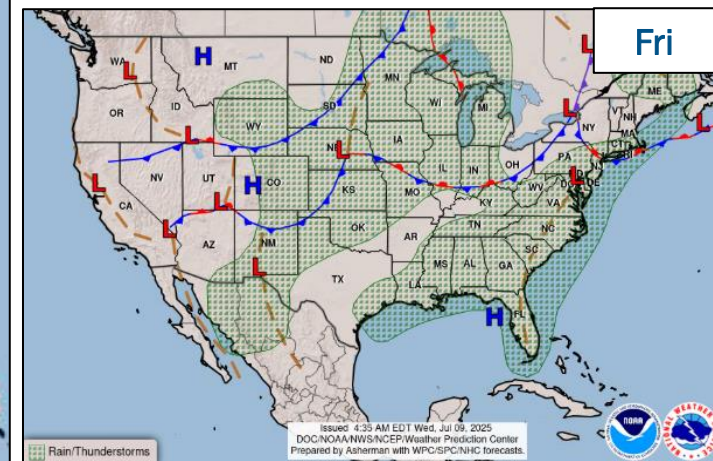 Fri
WA
MT
ND
MN
H
L
OR
ID
SD
WI
MI
WY
ME
VT
NH
NY
MA
CT
RI
L
L
L
NV
UT
CO
H
NE
L
IA
IL
IN
OH
PA
NJ
L
DC
DE
L
CA
KS
MO
KY
WV
VA
L
L
AZ
NM
OK
AR
TN
NC
L
TX
LA
MS
AL
GA
SC
H
FL
Issued 4:35 AM EDT Wed, Jul 09, 2025
DOC/NOAA/NWS/NCEP/Weather Prediction Center
Prepared by Asherman with WPC/SPC/NHC forecasts.
Rain/Thunderstorms
NOAA